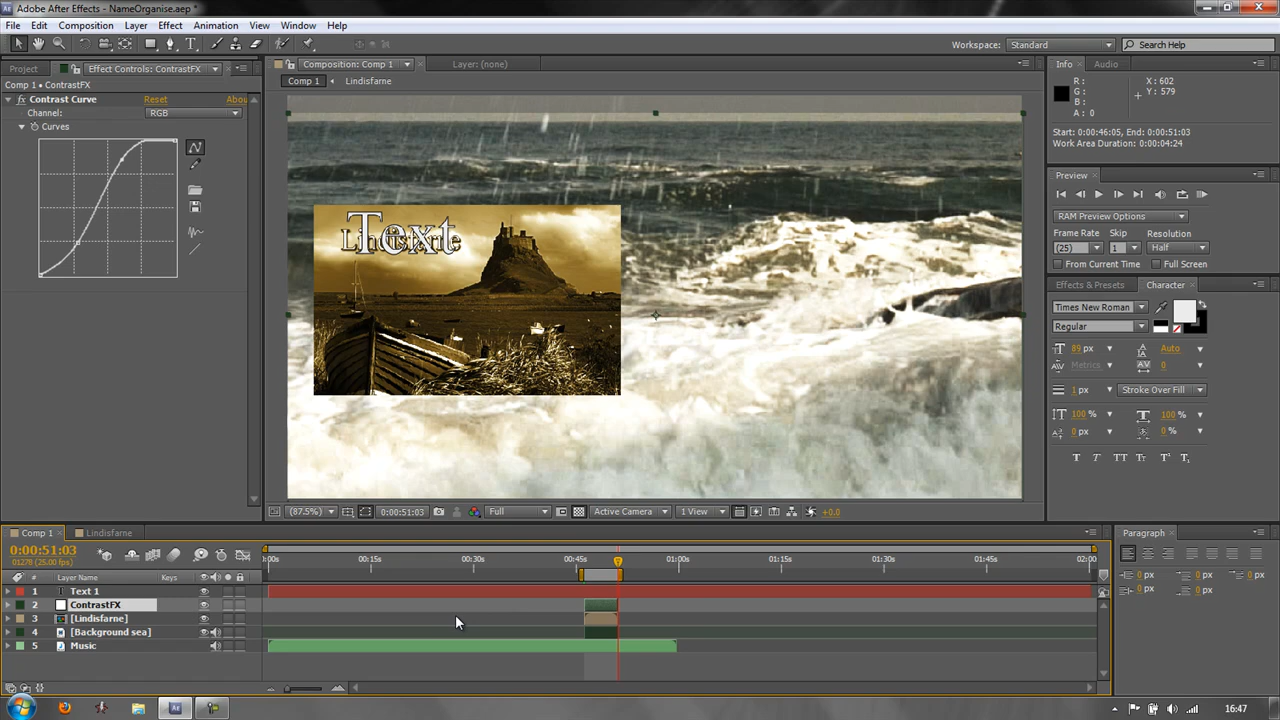 Adobe After Effects - NameOrganise.aep *
File Edit Composition Layer Effect Animation View Window Help
Workspace: Standard Search Help
Project Effect Controls: ContrastFX
Comp 1 • ContrastFX
fx Contrast Curve Reset Abou
Channel: RGB
Curves
Composition: Comp 1 Layer: (none)
Comp 1 Lindisfarne
Text
Lindisfarne
(87.5%) 0:00:51:03 Full Active Camera 1 View +0.0
Info Audio
R :
G :
B :
A : 0
X : 602
Y : 579
Start: 0:00:46:05, End: 0:00:51:03
Work Area Duration: 0:00:04:24
Preview
RAM Preview Options
Frame Rate Skip Resolution
(25) 1 Half
From Current Time Full Screen
Effects & Presets Character
Times New Roman
Regular
89 px Auto
Metrics 0
1 px Stroke Over Fill
100 % 100 %
0 px 0 %
T T TT Tt T¹ T₁
Paragraph
0 px 0 px 0 px
0 px 0 px
Comp 1 Lindisfarne
0:00:51:03
01278 (25.00 fps)
:00s 00:15s 00:30s 00:45s 01:00s 01:15s 01:30s 01:45s 02:00
# Layer Name Keys
1 T Text 1
2 ContrastFX
3 [Lindisfarne]
4 [Background sea]
5 Music
16:47